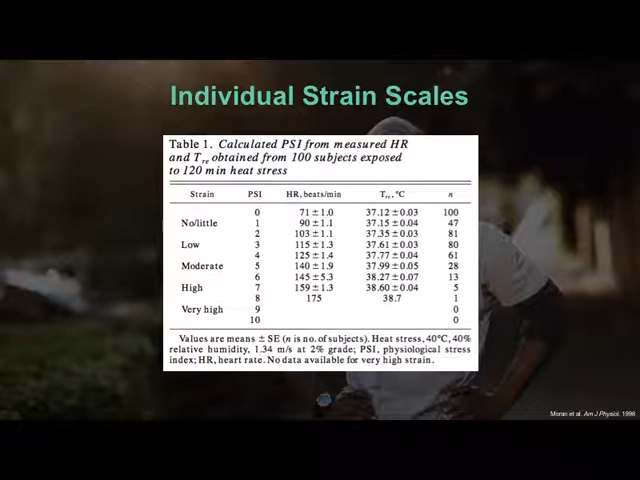 Individual Strain Scales
Table 1. Calculated PSI from measured HR
and Tre obtained from 100 subjects exposed
to 120 min heat stress
Strain PSI HR, beats/min Tre, °C n
0 71 ± 1.0 37.12 ± 0.03 100
No/little 1 90 ± 1.1 37.15 ± 0.04 47
2 103 ± 1.1 37.35 ± 0.03 81
Low 3 115 ± 1.3 37.61 ± 0.03 80
4 125 ± 1.4 37.77 ± 0.04 61
Moderate 5 140 ± 1.9 37.99 ± 0.05 28
6 145 ± 5.3 38.27 ± 0.07 13
High 7 159 ± 1.3 38.60 ± 0.04 5
8 175 38.7 1
Very high 9 0
10 0
Values are means ± SE (n is no. of subjects). Heat stress, 40°C, 40%
relative humidity, 1.34 m/s at 2% grade; PSI, physiological stress
index; HR, heart rate. No data available for very high strain.
Moran et al. Am J Physiol. 1998